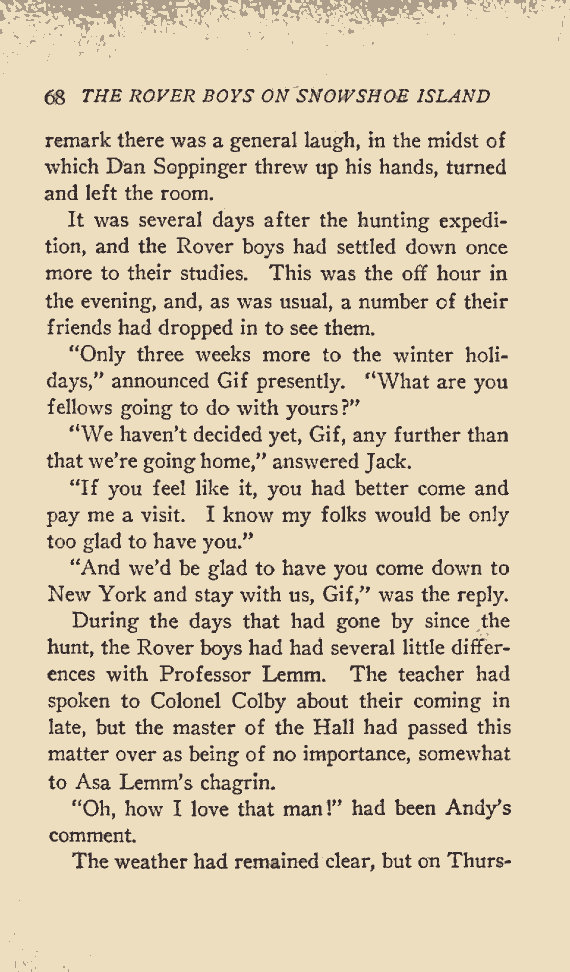 68 THE ROVER BOYS ON SNOWSHOE ISLAND
remark there was a general laugh, in the midst of
which Dan Soppinger threw up his hands, turned
and left the room.
It was several days after the hunting expedi-
tion, and the Rover boys had settled down once
more to their studies. This was the off hour in
the evening, and, as was usual, a number of their
friends had dropped in to see them.
“Only three weeks more to the winter holi-
days,” announced Gif presently. “What are you
fellows going to do with yours?”
“We haven’t decided yet, Gif, any further than
that we’re going home,” answered Jack.
“If you feel like it, you had better come and
pay me a visit. I know my folks would be only
too glad to have you.”
“And we’d be glad to have you come down to
New York and stay with us, Gif,” was the reply.
During the days that had gone by since the
hunt, the Rover boys had had several little differ-
ences with Professor Lemm. The teacher had
spoken to Colonel Colby about their coming in
late, but the master of the Hall had passed this
matter over as being of no importance, somewhat
to Asa Lemm’s chagrin.
“Oh, how I love that man!” had been Andy’s
comment.
The weather had remained clear, but on Thurs-